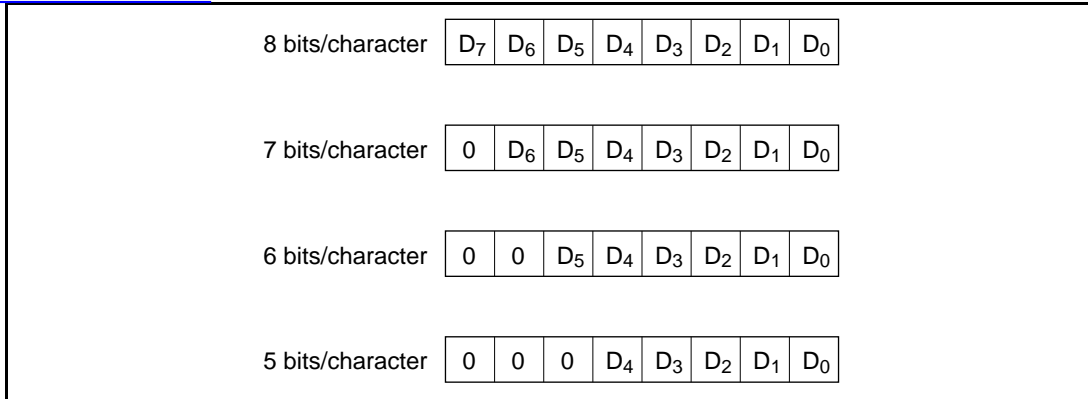 8 bits/character D7 D6 D5 D4 D3 D2 D1 D0
7 bits/character 0 D6 D5 D4 D3 D2 D1 D0
6 bits/character 0 0 D5 D4 D3 D2 D1 D0
5 bits/character 0 0 0 D4 D3 D2 D1 D0